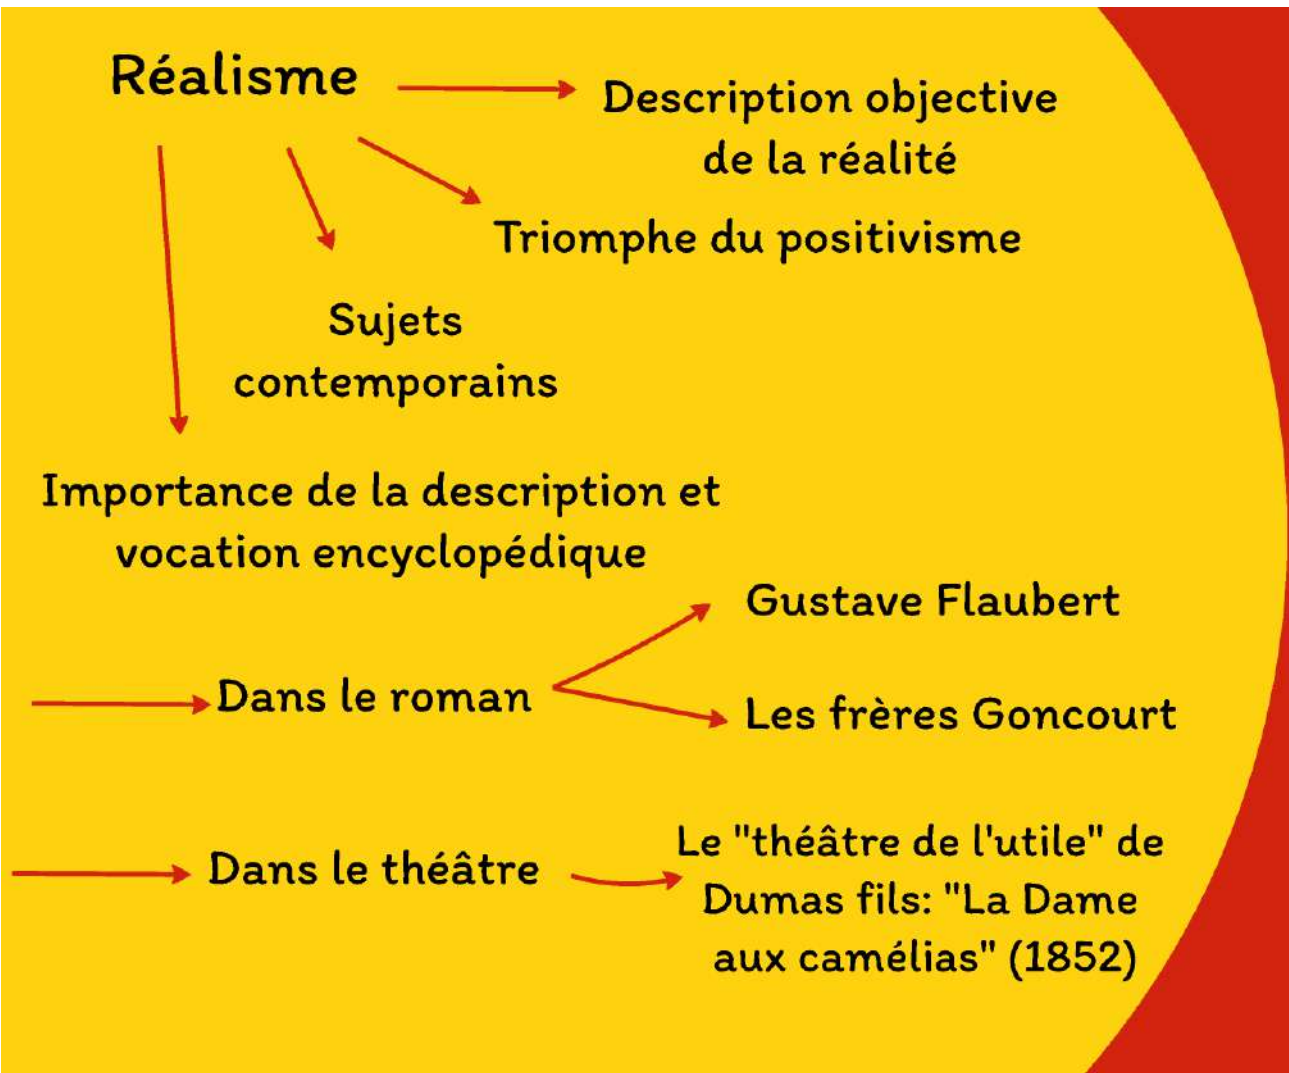 Réalisme
Description objective
de la réalité
Triomphe du positivisme
Sujets
contemporains
Importance de la description et
vocation encyclopédique
Gustave Flaubert
Dans le roman
Les frères Goncourt
Dans le théâtre
Le "théâtre de l'utile" de
Dumas fils: "La Dame
aux camélias" (1852)